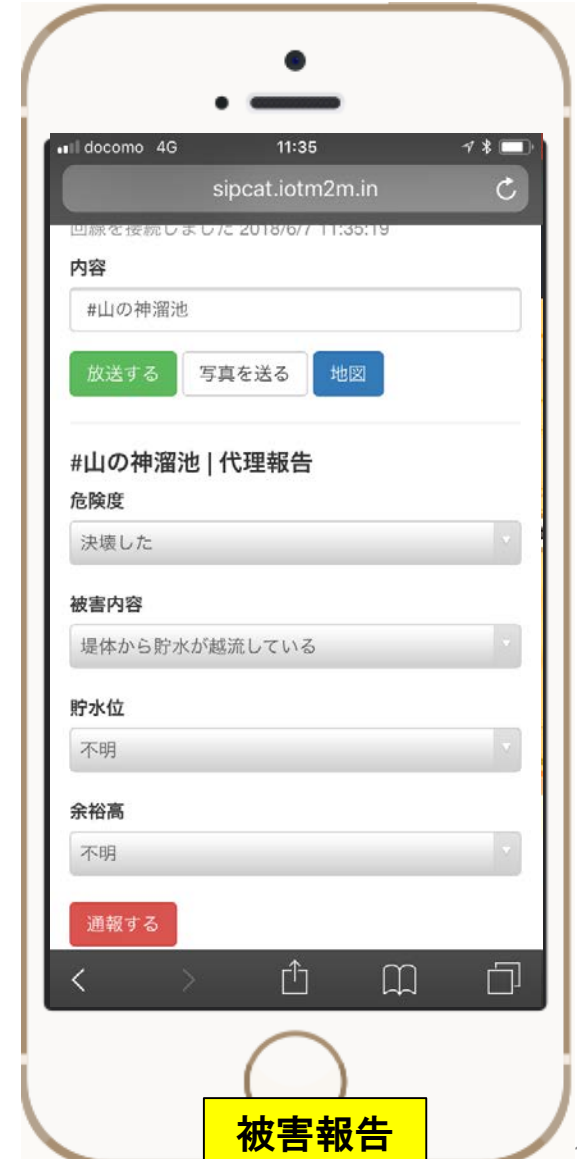 docomo 4G 11:35
sipcat.iotm2m.in
回線を接続しました 2018/6/7 11:35:19
内容
#山の神溜池
放送する 写真を送る 地図
#山の神溜池 | 代理報告
危険度
決壊した
被害内容
堤体から貯水が越流している
貯水位
不明
余裕高
不明
通報する
被害報告